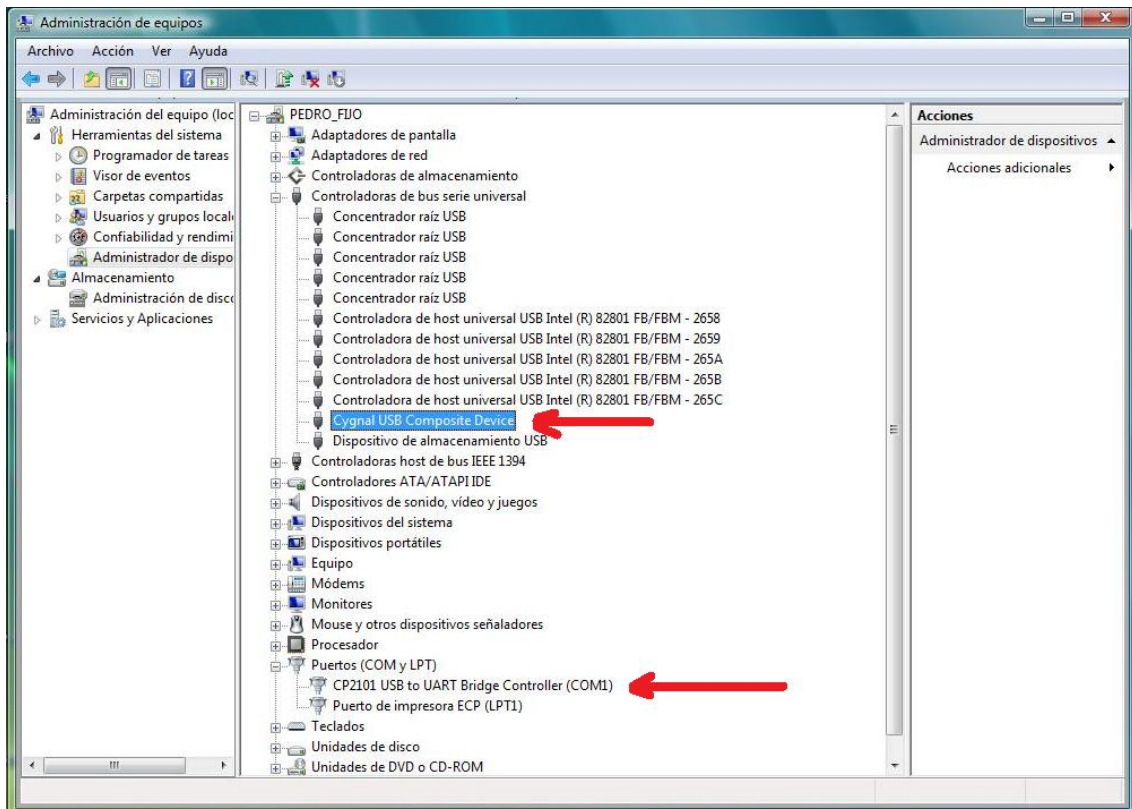 Administración de equipos
Archivo Acción Ver Ayuda
Administración del equipo (loc
Herramientas del sistema
Programador de tareas
Visor de eventos
Carpetas compartidas
Usuarios y grupos locale
Confiabilidad y rendimi
Administrador de dispo
Almacenamiento
Administración de disco
Servicios y Aplicaciones
PEDRO_FIJO
Adaptadores de pantalla
Adaptadores de red
Controladoras de almacenamiento
Controladoras de bus serie universal
Concentrador raíz USB
Concentrador raíz USB
Concentrador raíz USB
Concentrador raíz USB
Concentrador raíz USB
Controladora de host universal USB Intel (R) 82801 FB/FBM - 2658
Controladora de host universal USB Intel (R) 82801 FB/FBM - 2659
Controladora de host universal USB Intel (R) 82801 FB/FBM - 265A
Controladora de host universal USB Intel (R) 82801 FB/FBM - 265B
Controladora de host universal USB Intel (R) 82801 FB/FBM - 265C
Cygnal USB Composite Device
Dispositivo de almacenamiento USB
Controladoras host de bus IEEE 1394
Controladores ATA/ATAPI IDE
Dispositivos de sonido, vídeo y juegos
Dispositivos del sistema
Dispositivos portátiles
Equipo
Módems
Monitores
Mouse y otros dispositivos señaladores
Procesador
Puertos (COM y LPT)
CP2101 USB to UART Bridge Controller (COM1)
Puerto de impresora ECP (LPT1)
Teclados
Unidades de disco
Unidades de DVD o CD-ROM
Acciones
Administrador de dispositivos
Acciones adicionales